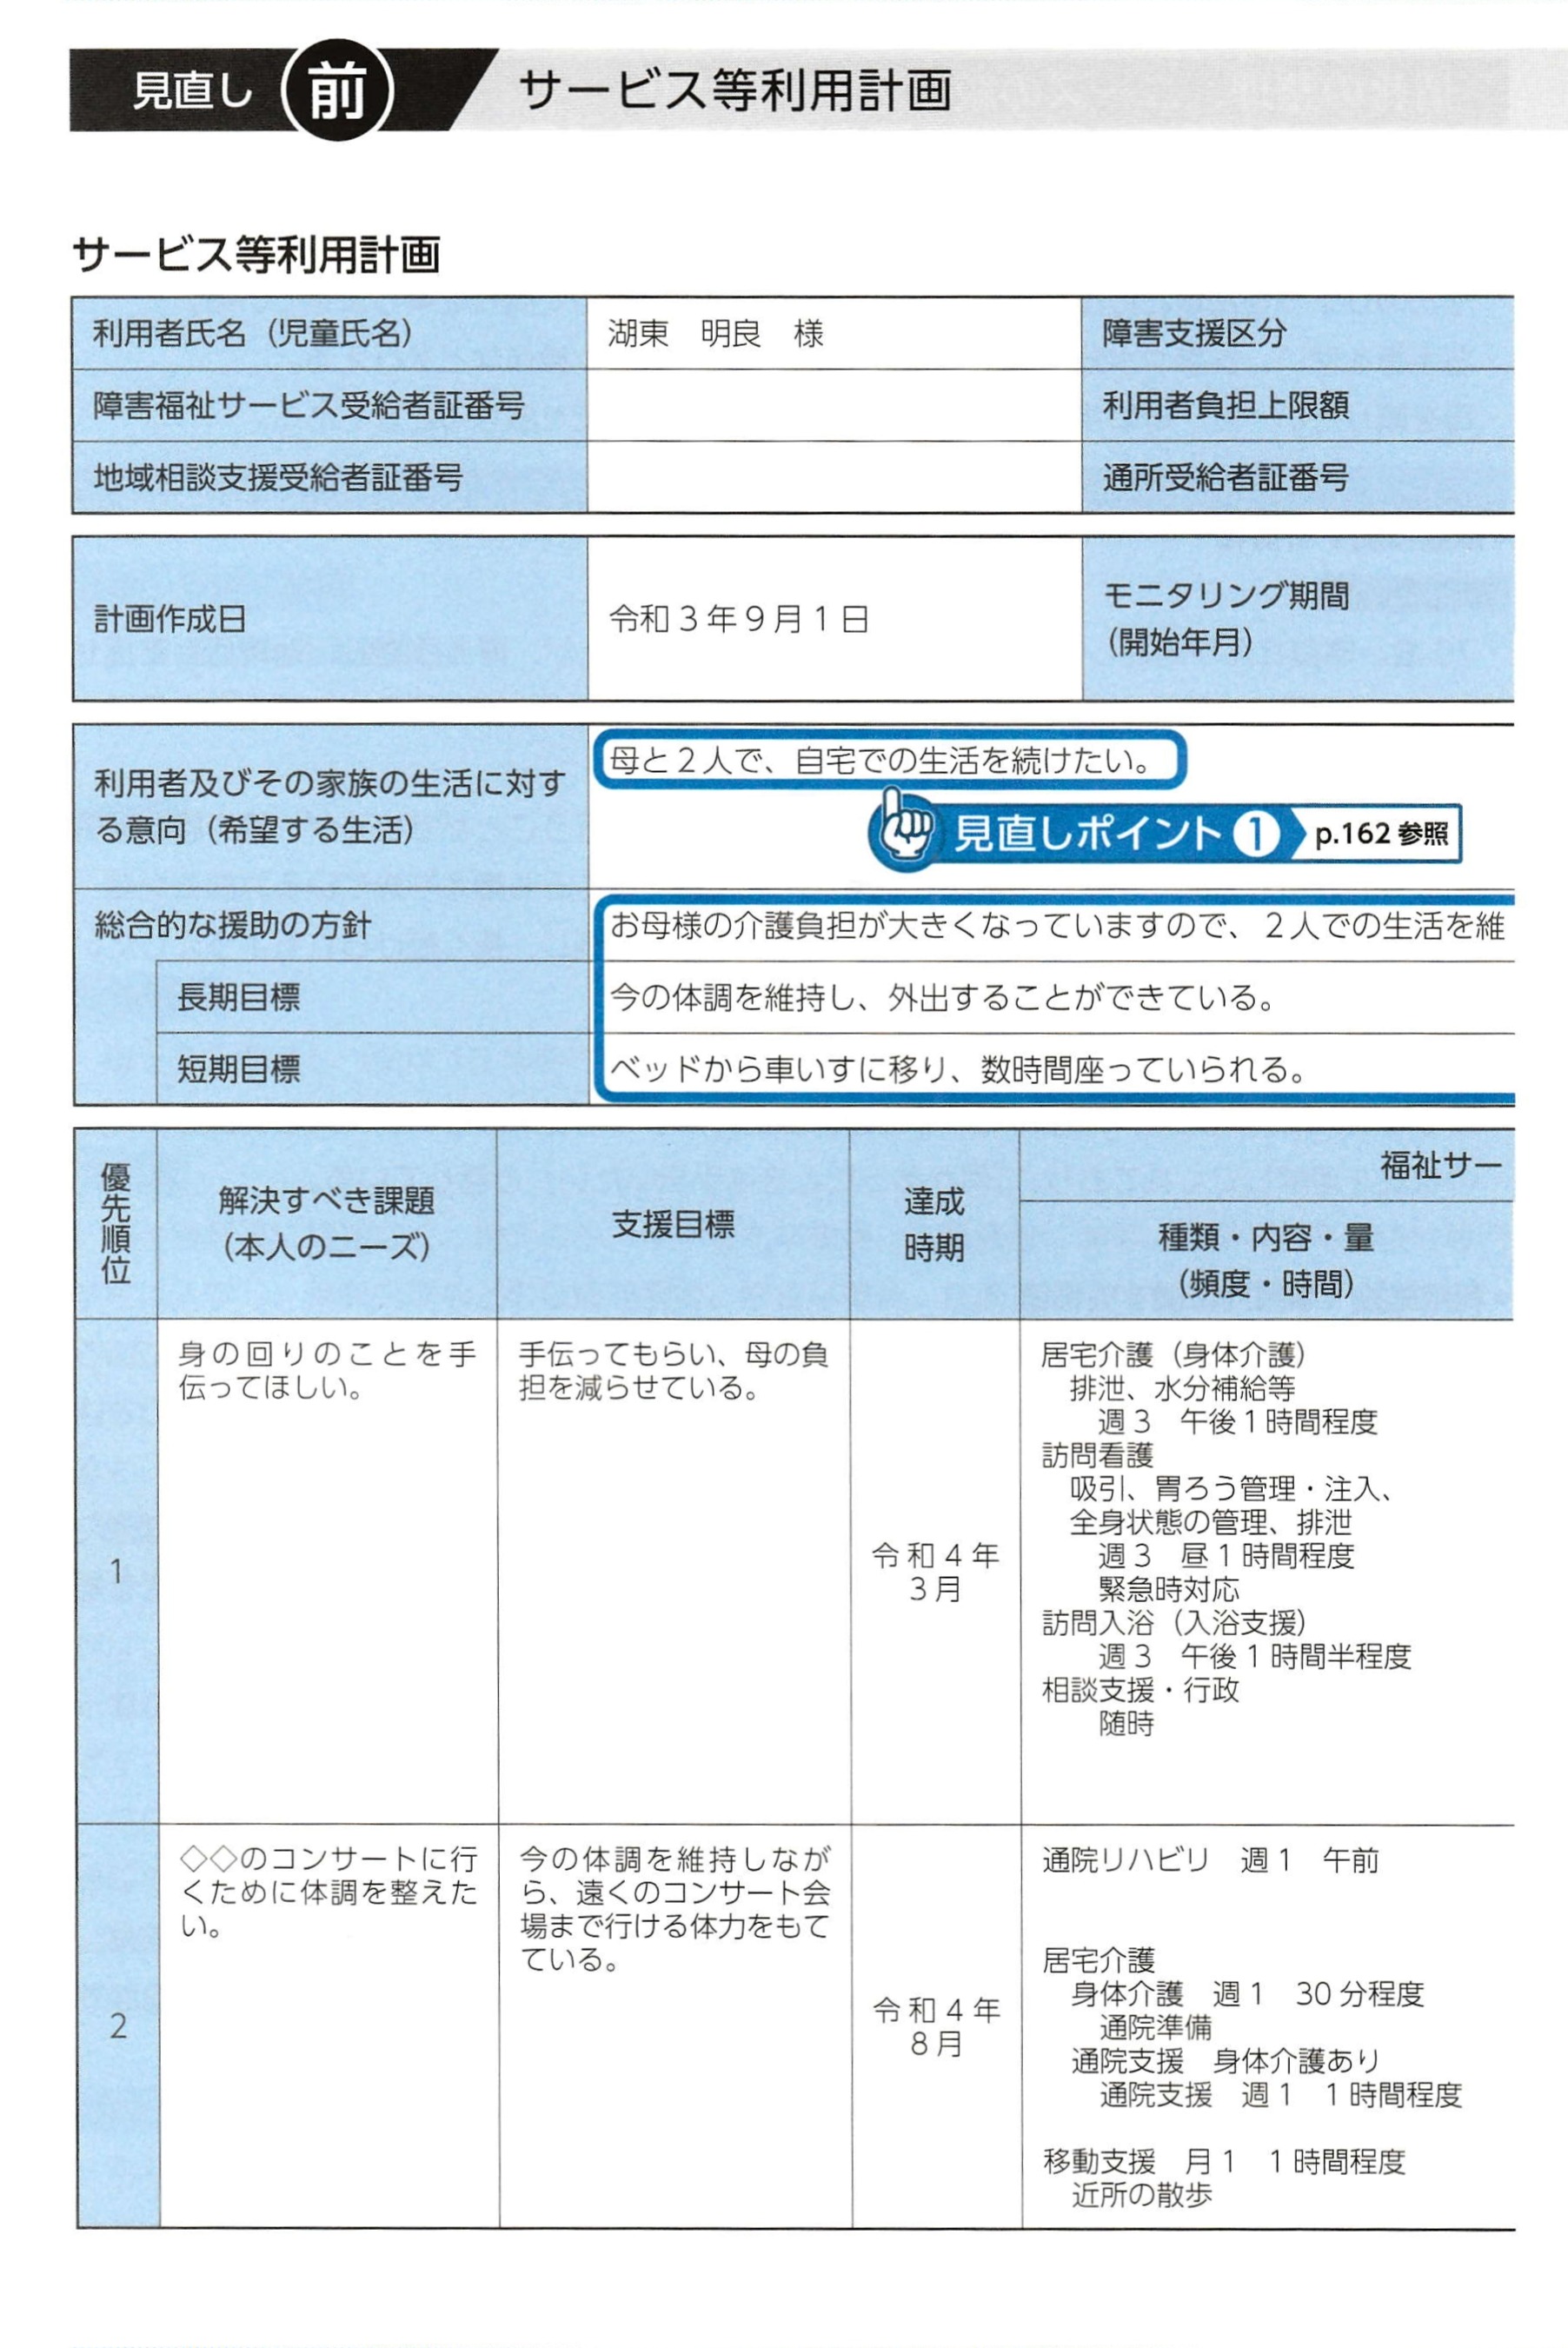 見直し 前 サービス等利用計画
サービス等利用計画
利用者氏名（児童氏名） 湖東　明良　様 障害支援区分
障害福祉サービス受給者証番号 利用者負担上限額
地域相談支援受給者証番号 通所受給者証番号
計画作成日 令和３年９月１日 モニタリング期間
（開始年月）
利用者及びその家族の生活に対す
る意向（希望する生活）
母と２人で、自宅での生活を続けたい。
見直しポイント 1 p.162 参照
総合的な援助の方針 お母様の介護負担が大きくなっていますので、２人での生活を維
長期目標 今の体調を維持し、外出することができている。
短期目標 ベッドから車いすに移り、数時間座っていられる。
優先順位
解決すべき課題
（本人のニーズ）
支援目標
達成
時期
福祉サー
種類・内容・量
（頻度・時間）
1
身の回りのことを手
伝ってほしい。
手伝ってもらい、母の負
担を減らせている。
令和４年
３月
居宅介護（身体介護）
排泄、水分補給等
週３　午後１時間程度
訪問看護
吸引、胃ろう管理・注入、
全身状態の管理、排泄
週３　昼１時間程度
緊急時対応
訪問入浴（入浴支援）
週３　午後１時間半程度
相談支援・行政
随時
2
◇◇のコンサートに行
くために体調を整えた
い。
今の体調を維持しなが
ら、遠くのコンサート会
場まで行ける体力をもて
ている。
令和４年
８月
通院リハビリ　週１　午前
居宅介護
身体介護　週１　30分程度
通院準備
通院支援　身体介護あり
通院支援　週１　１時間程度
移動支援　月１　１時間程度
近所の散歩